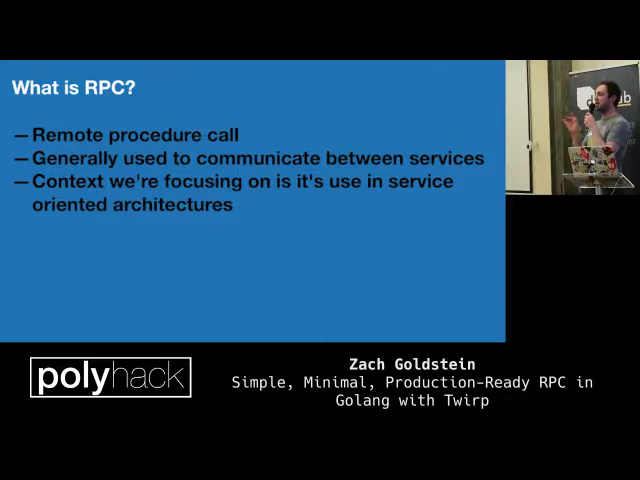 What is RPC?
— Remote procedure call
— Generally used to communicate between services
— Context we're focusing on is it's use in service
oriented architectures
polyhack
Zach Goldstein
Simple, Minimal, Production-Ready RPC in
Golang with Twirp